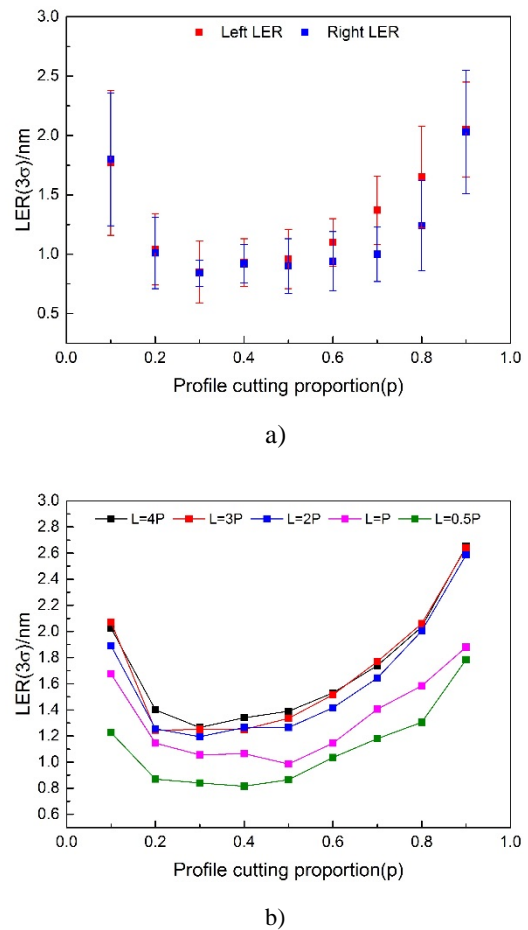 Left LER Right LER
3.0
2.5
2.0
1.5
1.0
0.5
LER(3σ)/nm
0.0 0.2 0.4 0.6 0.8 1.0
Profile cutting proportion(p)
a)
L=4P L=3P L=2P L=P L=0.5P
3.0
2.8
2.6
2.4
2.2
2.0
1.8
1.6
1.4
1.2
1.0
0.8
0.6
LER(3σ)/nm
0.0 0.2 0.4 0.6 0.8 1.0
Profile cutting proportion(p)
b)